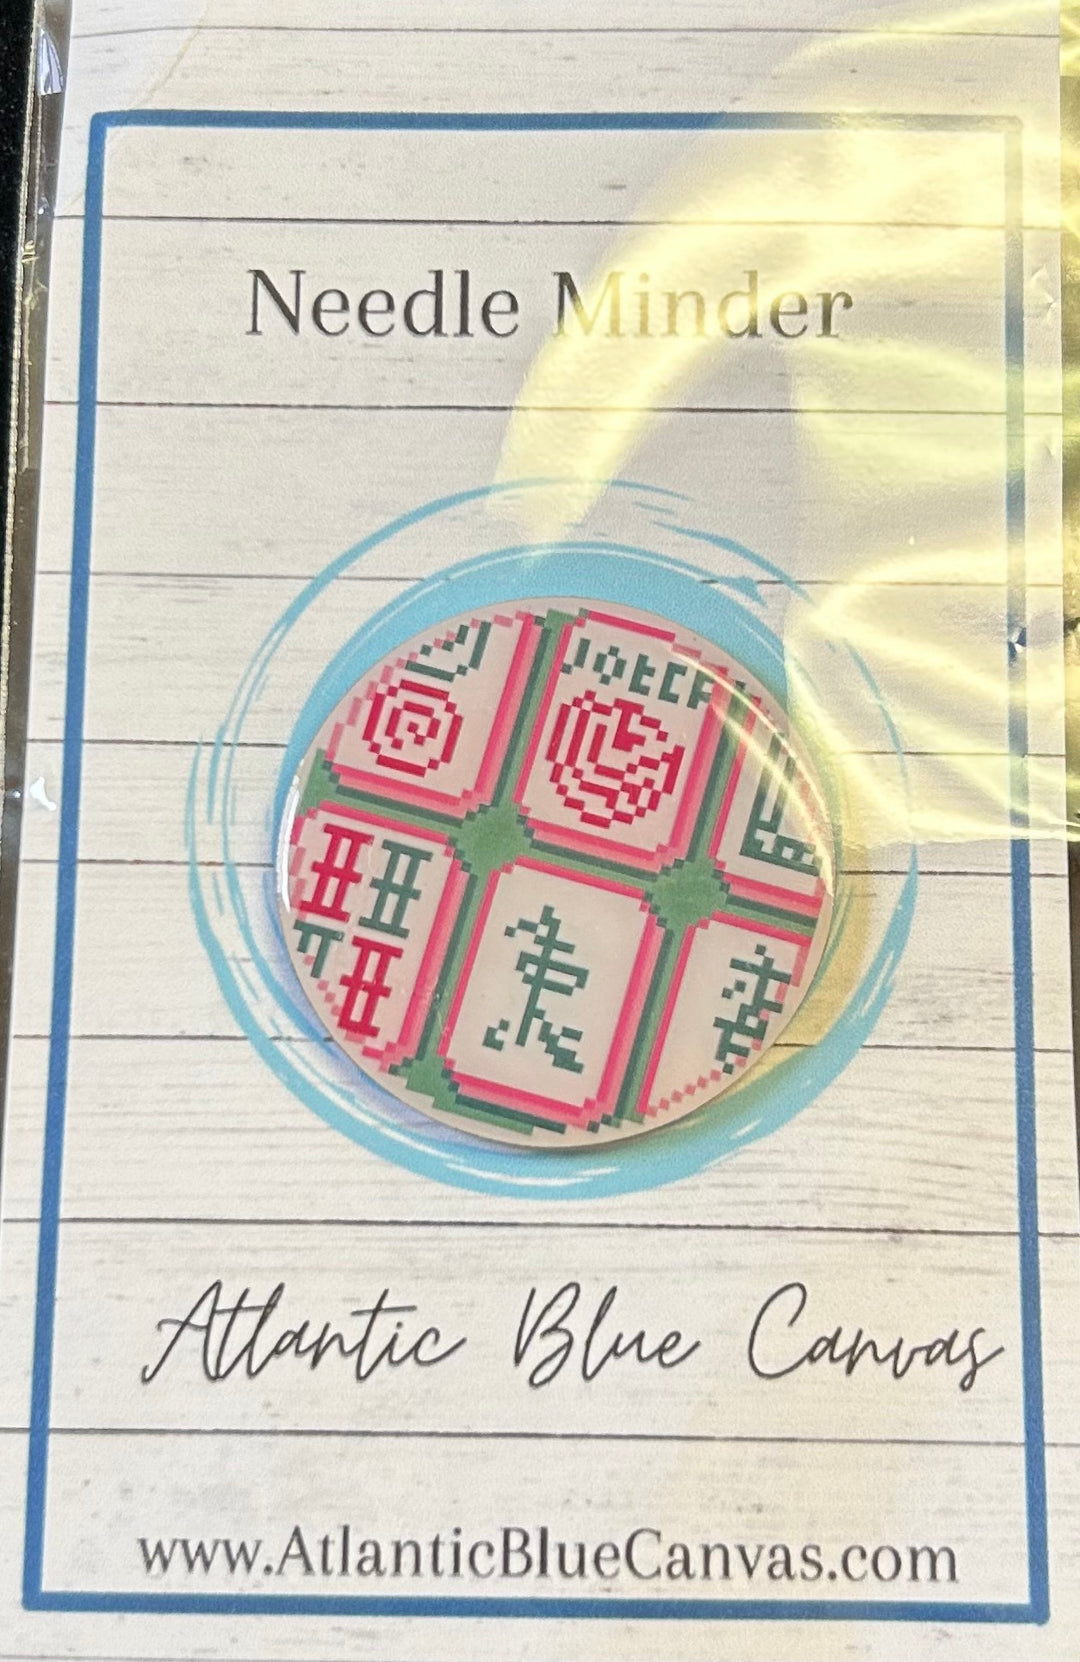 Needle Minder
Atlantic Blue Canvas
www.AtlanticBlueCanvas.com